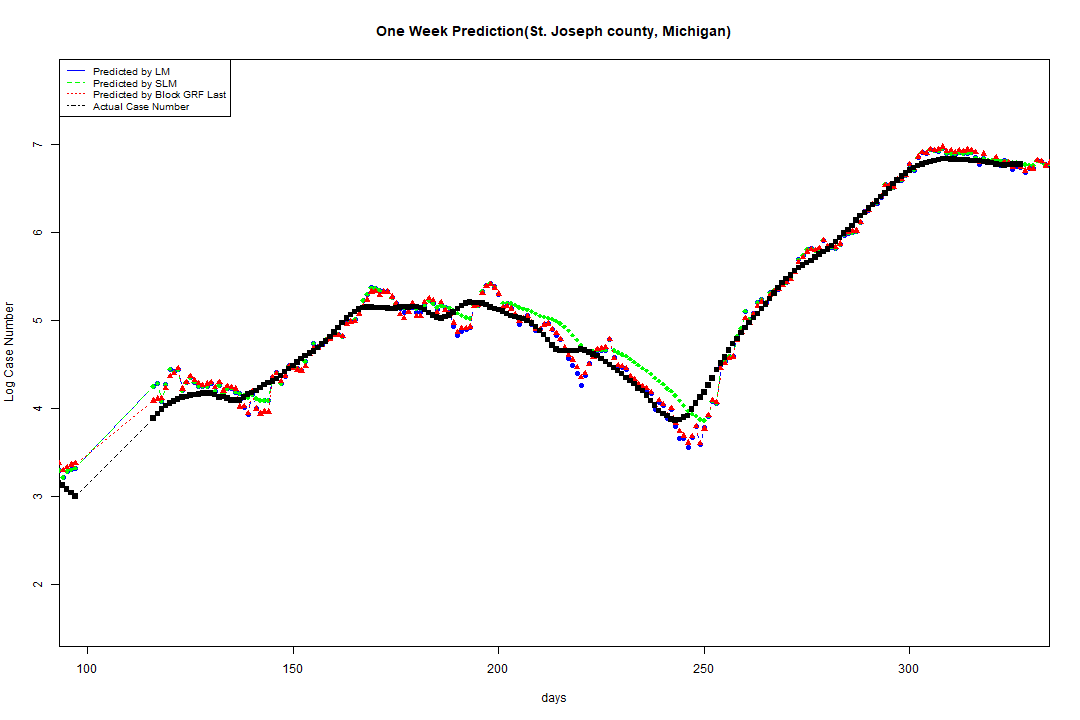 One Week Prediction(St. Joseph county, Michigan)
Predicted by LM
Predicted by SLM
Predicted by Block GRF Last
Actual Case Number
7
6
5
4
3
2
Log Case Number
100 150 200 250 300
days